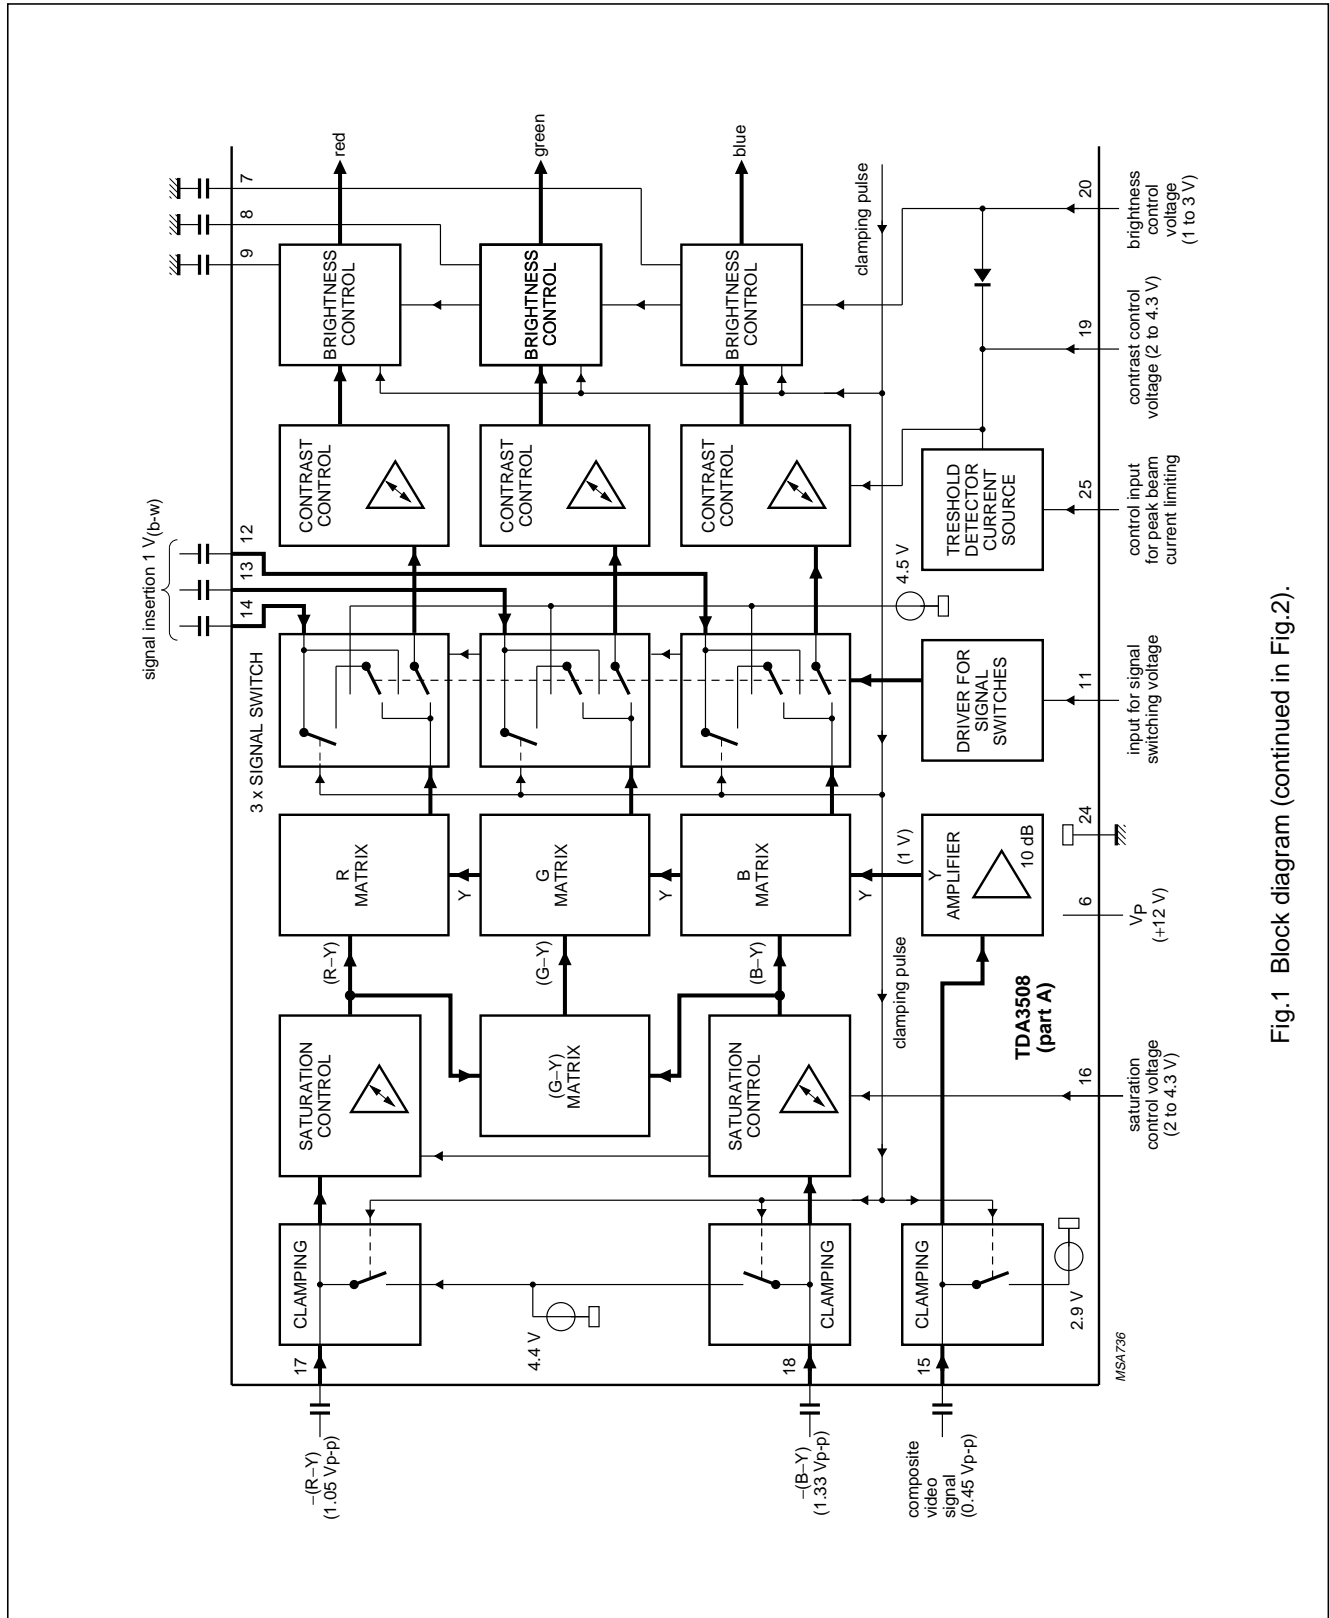 signal insertion 1 V(b-w)
14
13
12
9
8
7
3 x SIGNAL SWITCH
red
green
blue
–(R–Y)
(1.05 Vp-p)
17
CLAMPING
SATURATION
CONTROL
(R–Y)
R
MATRIX
CONTRAST
CONTROL
BRIGHTNESS
CONTROL
4.4 V
(G–Y)
MATRIX
(G–Y)
Y
G
MATRIX
CONTRAST
CONTROL
BRIGHTNESS
CONTROL
–(B–Y)
(1.33 Vp-p)
18
CLAMPING
SATURATION
CONTROL
(B–Y)
Y
B
MATRIX
CONTRAST
CONTROL
BRIGHTNESS
CONTROL
Y
(1 V)
clamping pulse
clamping pulse
4.5 V
composite
video
signal
(0.45 Vp-p)
15
CLAMPING
2.9 V
TDA3508
(part A)
Y
AMPLIFIER
10 dB
DRIVER FOR
SIGNAL
SWITCHES
TRESHOLD
DETECTOR
CURRENT
SOURCE
16
6
24
11
25
19
20
MSA736
saturation
control voltage
(2 to 4.3 V)
VP
(+12 V)
input for signal
switching voltage
control input
for peak beam
current limiting
contrast control
voltage (2 to 4.3 V)
brightness
control
voltage
(1 to 3 V)
Fig.1 Block diagram (continued in Fig.2).